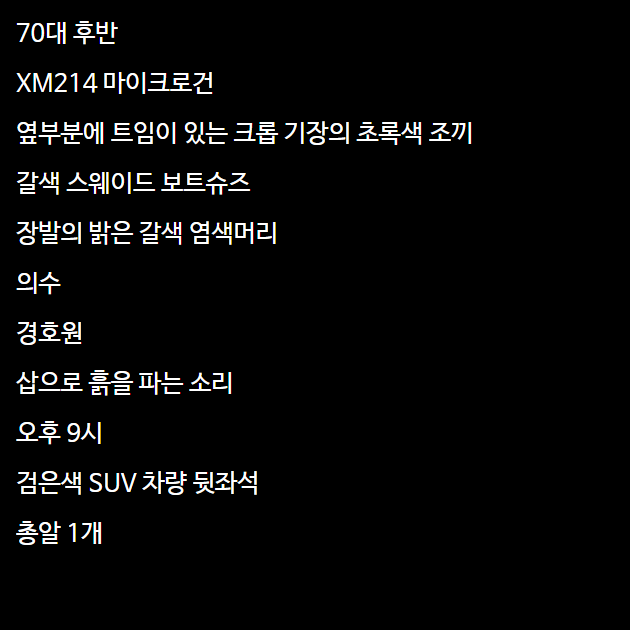 70대 후반
XM214 마이크로건
옆부분에 트임이 있는 크롭 기장의 초록색 조끼
갈색 스웨이드 보트슈즈
장발의 밝은 갈색 염색머리
의수
경호원
삽으로 흙을 파는 소리
오후 9시
검은색 SUV 차량 뒷좌석
총알 1개